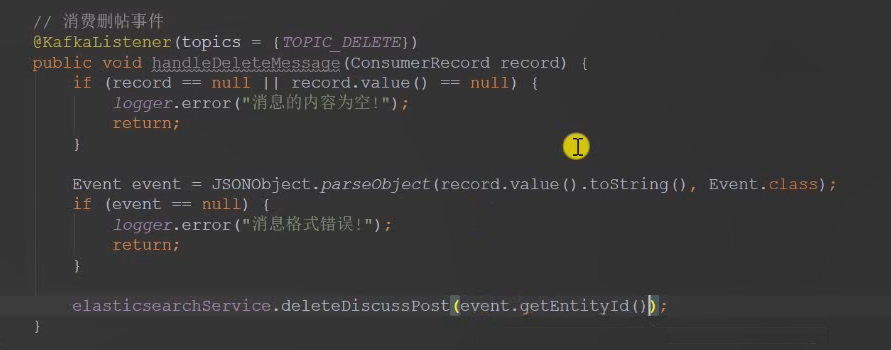 // 消费删帖事件
@KafkaListener(topics = {TOPIC_DELETE})
public void handleDeleteMessage(ConsumerRecord record) {
    if (record == null || record.value() == null) {
        logger.error("消息的内容为空!");
        return;
    }

    Event event = JSONObject.parseObject(record.value().toString(), Event.class);
    if (event == null) {
        logger.error("消息格式错误!");
        return;
    }

    elasticsearchService.deleteDiscussPost(event.getEntityId());
}